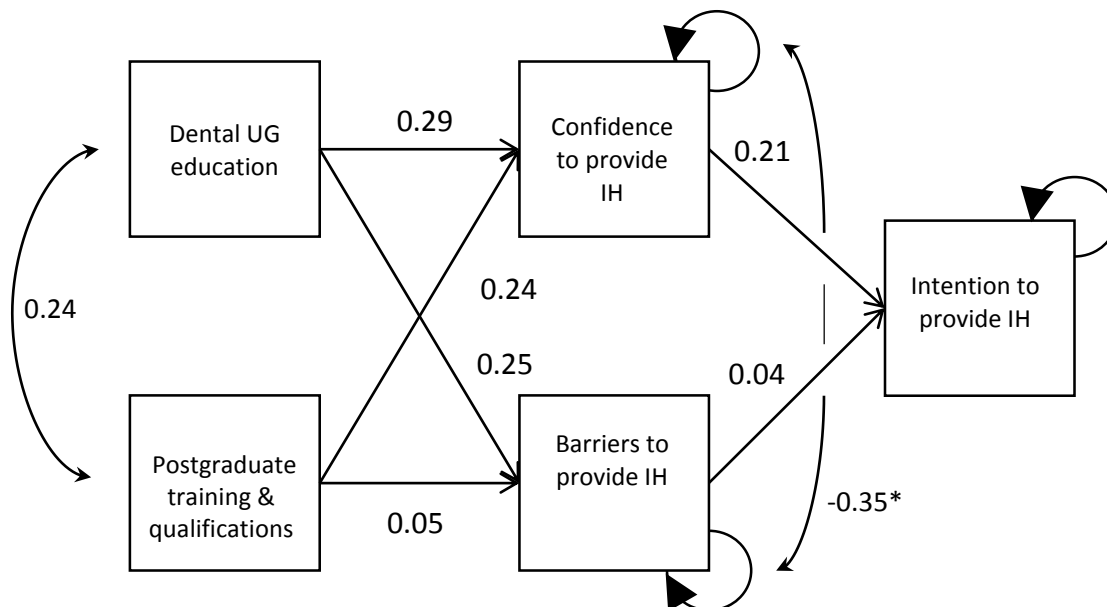 Dental UG
education
0.29
Confidence
to provide
IH
0.21
0.24
0.24
0.25
Intention to
provide IH
Postgraduate
training &
qualifications
0.05
Barriers to
provide IH
0.04
-0.35*